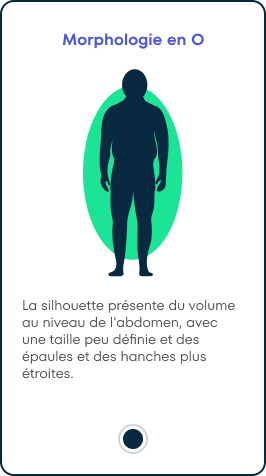 Morphologie en O
La silhouette présente du volume
au niveau de l'abdomen, avec
une taille peu définie et des
épaules et des hanches plus
étroites.